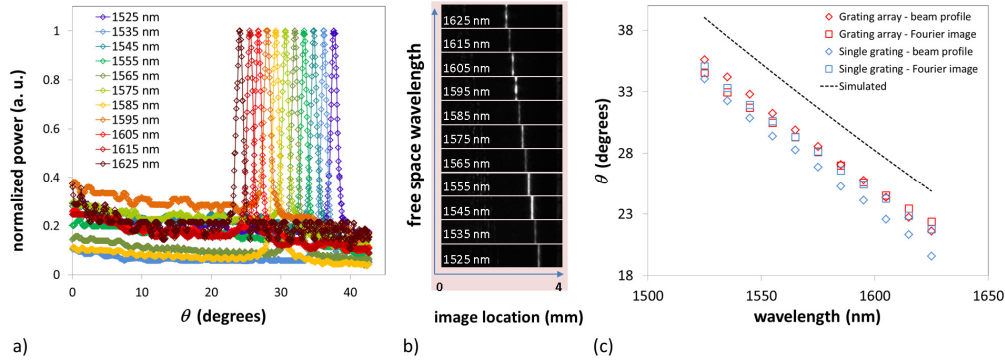 normalized power (a. u.)
1
0.8
0.6
0.4
0.2
0
0
10
20
30
40
θ (degrees)
1525 nm
1535 nm
1545 nm
1555 nm
1565 nm
1575 nm
1585 nm
1595 nm
1605 nm
1615 nm
1625 nm
a)
free space wavelength
1625 nm
1615 nm
1605 nm
1595 nm
1585 nm
1575 nm
1565 nm
1555 nm
1545 nm
1535 nm
1525 nm
0
4
image location (mm)
b)
θ (degrees)
38
33
28
23
18
1500
1550
1600
1650
wavelength (nm)
Grating array - beam profile
Grating array - Fourier image
Single grating - beam profile
Single grating - Fourier image
Simulated
(c)